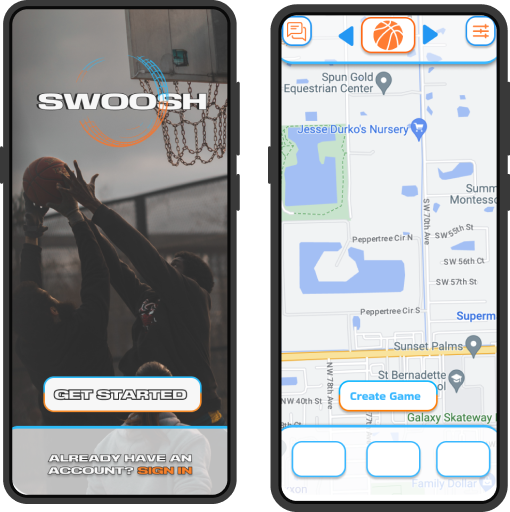 SWOOSH
GET STARTED
ALREADY HAVE AN
ACCOUNT? SIGN IN
Spun Gold
Equestrian Center
Jesse Durko's Nursery
Summ
Montesso
SW 70th Ave
SW 55th St
Peppertree Cir N
SW 56th Ct
SW 57th St
Peppertree Cir S
Superm
Sunset Palms
NW 78th Ave
St Bernadette
ol
Create Game
NW 40th St
Galaxy Skateway
Family Dollar